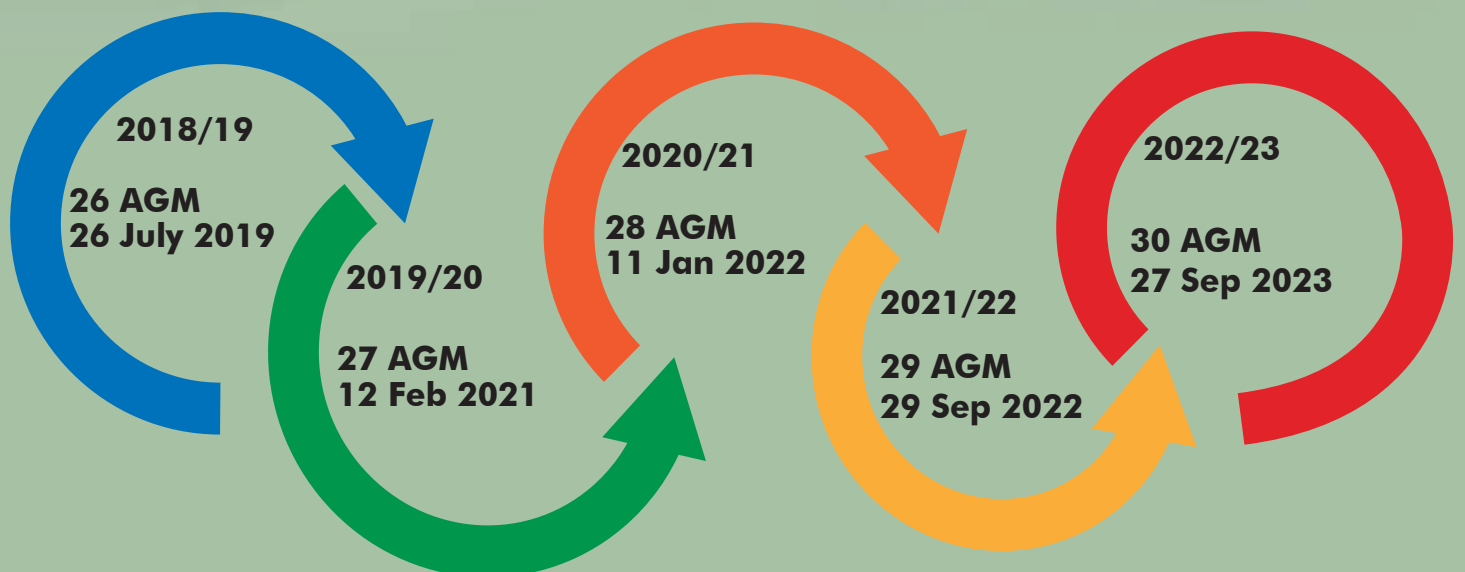 2018/19
26 AGM
26 July 2019
2019/20
27 AGM
12 Feb 2021
2020/21
28 AGM
11 Jan 2022
2021/22
29 AGM
29 Sep 2022
2022/23
30 AGM
27 Sep 2023